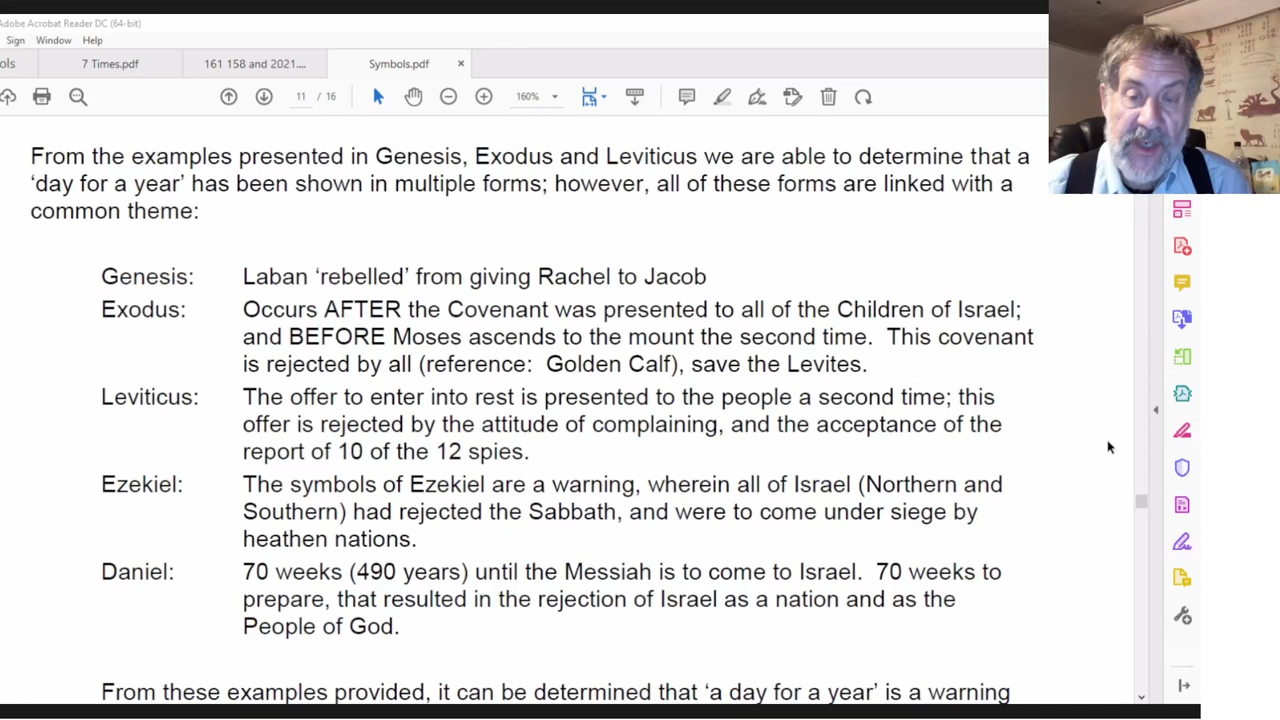 Adobe Acrobat Reader DC (64-bit)
Sign Window Help
ols 7 Times.pdf 161 158 and 2021.... Symbols.pdf ×
11 / 16 160%
From the examples presented in Genesis, Exodus and Leviticus we are able to determine that a
‘day for a year’ has been shown in multiple forms; however, all of these forms are linked with a
common theme:
Genesis: Laban ‘rebelled’ from giving Rachel to Jacob
Exodus: Occurs AFTER the Covenant was presented to all of the Children of Israel;
and BEFORE Moses ascends to the mount the second time. This covenant
is rejected by all (reference: Golden Calf), save the Levites.
Leviticus: The offer to enter into rest is presented to the people a second time; this
offer is rejected by the attitude of complaining, and the acceptance of the
report of 10 of the 12 spies.
Ezekiel: The symbols of Ezekiel are a warning, wherein all of Israel (Northern and
Southern) had rejected the Sabbath, and were to come under siege by
heathen nations.
Daniel: 70 weeks (490 years) until the Messiah is to come to Israel. 70 weeks to
prepare, that resulted in the rejection of Israel as a nation and as the
People of God.
From these examples provided, it can be determined that ‘a day for a year’ is a warning